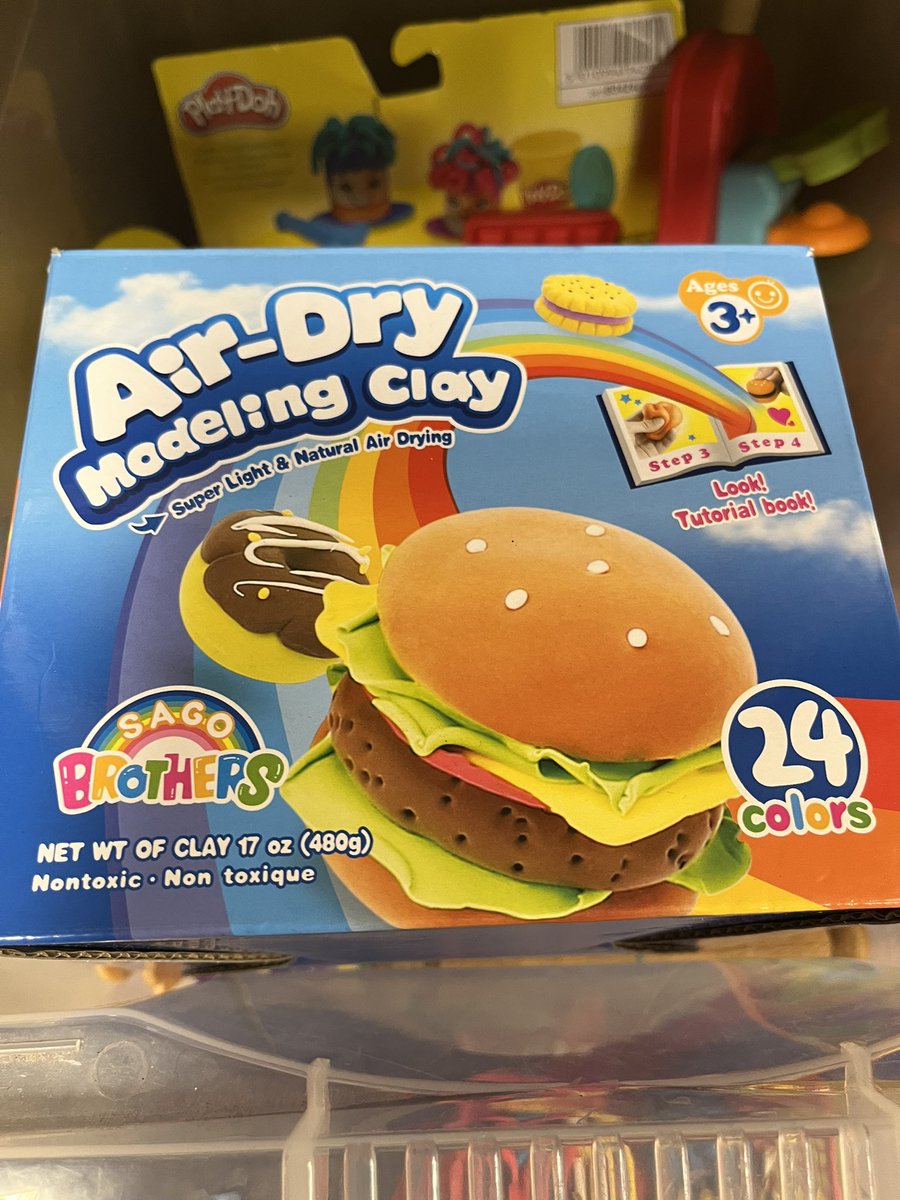 PLAY-DOH
Air-Dry
Modeling Clay
Super Light & Natural Air Drying
Ages
3+
Step 3
Step 4
Look!
Tutorial book!
SAGO
BROTHERS
24
colors
NET WT OF CLAY 17 oz (480g)
Nontoxic · Non toxique